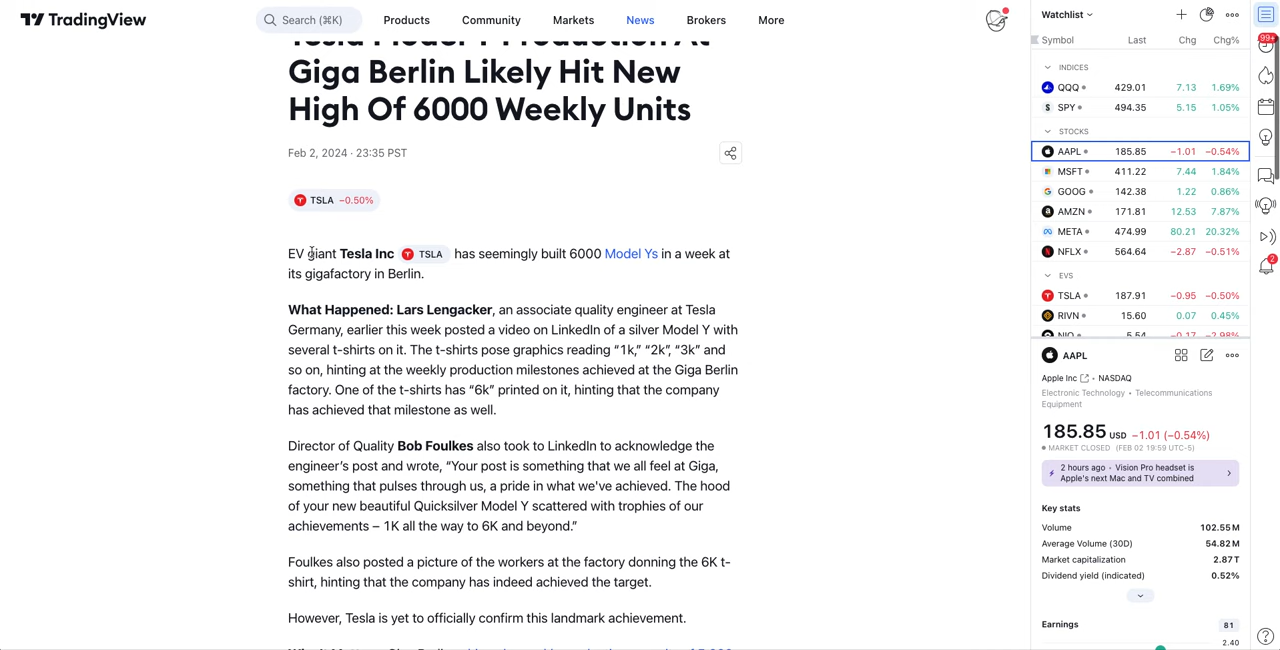 TradingView
Search (⌘K)
Products
Community
Markets
News
Brokers
More
Giga Berlin Likely Hit New
High Of 6000 Weekly Units
Feb 2, 2024 · 23:35 PST
TSLA −0.50%
EV giant Tesla Inc TSLA has seemingly built 6000 Model Ys in a week at
its gigafactory in Berlin.
What Happened: Lars Lengacker, an associate quality engineer at Tesla
Germany, earlier this week posted a video on LinkedIn of a silver Model Y with
several t-shirts on it. The t-shirts pose graphics reading “1k,” “2k”, “3k” and
so on, hinting at the weekly production milestones achieved at the Giga Berlin
factory. One of the t-shirts has “6k” printed on it, hinting that the company
has achieved that milestone as well.
Director of Quality Bob Foulkes also took to LinkedIn to acknowledge the
engineer’s post and wrote, “Your post is something that we all feel at Giga,
something that pulses through us, a pride in what we've achieved. The hood
of your new beautiful Quicksilver Model Y scattered with trophies of our
achievements – 1K all the way to 6K and beyond.”
Foulkes also posted a picture of the workers at the factory donning the 6K t-
shirt, hinting that the company has indeed achieved the target.
However, Tesla is yet to officially confirm this landmark achievement.
Watchlist
Symbol Last Chg Chg%
INDICES
QQQ 429.01 7.13 1.69%
SPY 494.35 5.15 1.05%
STOCKS
AAPL 185.85 −1.01 −0.54%
MSFT 411.22 7.44 1.84%
GOOG 142.38 1.22 0.86%
AMZN 171.81 12.53 7.87%
META 474.99 80.21 20.32%
NFLX 564.64 −2.87 −0.51%
EVS
TSLA 187.91 −0.95 −0.50%
RIVN 15.60 0.07 0.45%
NIO 5.54 −0.17 −2.98%
AAPL
Apple Inc • NASDAQ
Electronic Technology • Telecommunications
Equipment
185.85 USD −1.01 (−0.54%)
MARKET CLOSED (FEB 02 19:59 UTC-5)
2 hours ago • Vision Pro headset is
Apple's next Mac and TV combined
Key stats
Volume 102.55M
Average Volume (30D) 54.82M
Market capitalization 2.87T
Dividend yield (indicated) 0.52%
Earnings 81
2.40
99+
2